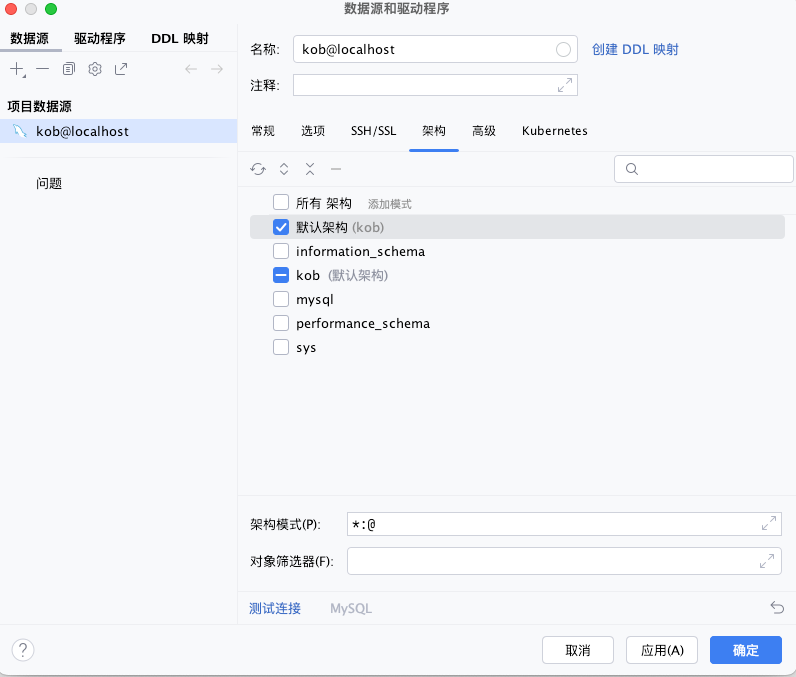 数据源和驱动程序
数据源 驱动程序 DDL 映射
项目数据源
kob@localhost
问题
名称: kob@localhost 创建 DDL 映射
注释:
常规 选项 SSH/SSL 架构 高级 Kubernetes
所有 架构 添加模式
默认架构 (kob)
information_schema
kob (默认架构)
mysql
performance_schema
sys
架构模式(P): *:@
对象筛选器(F):
测试连接 MySQL
? 取消 应用(A) 确定